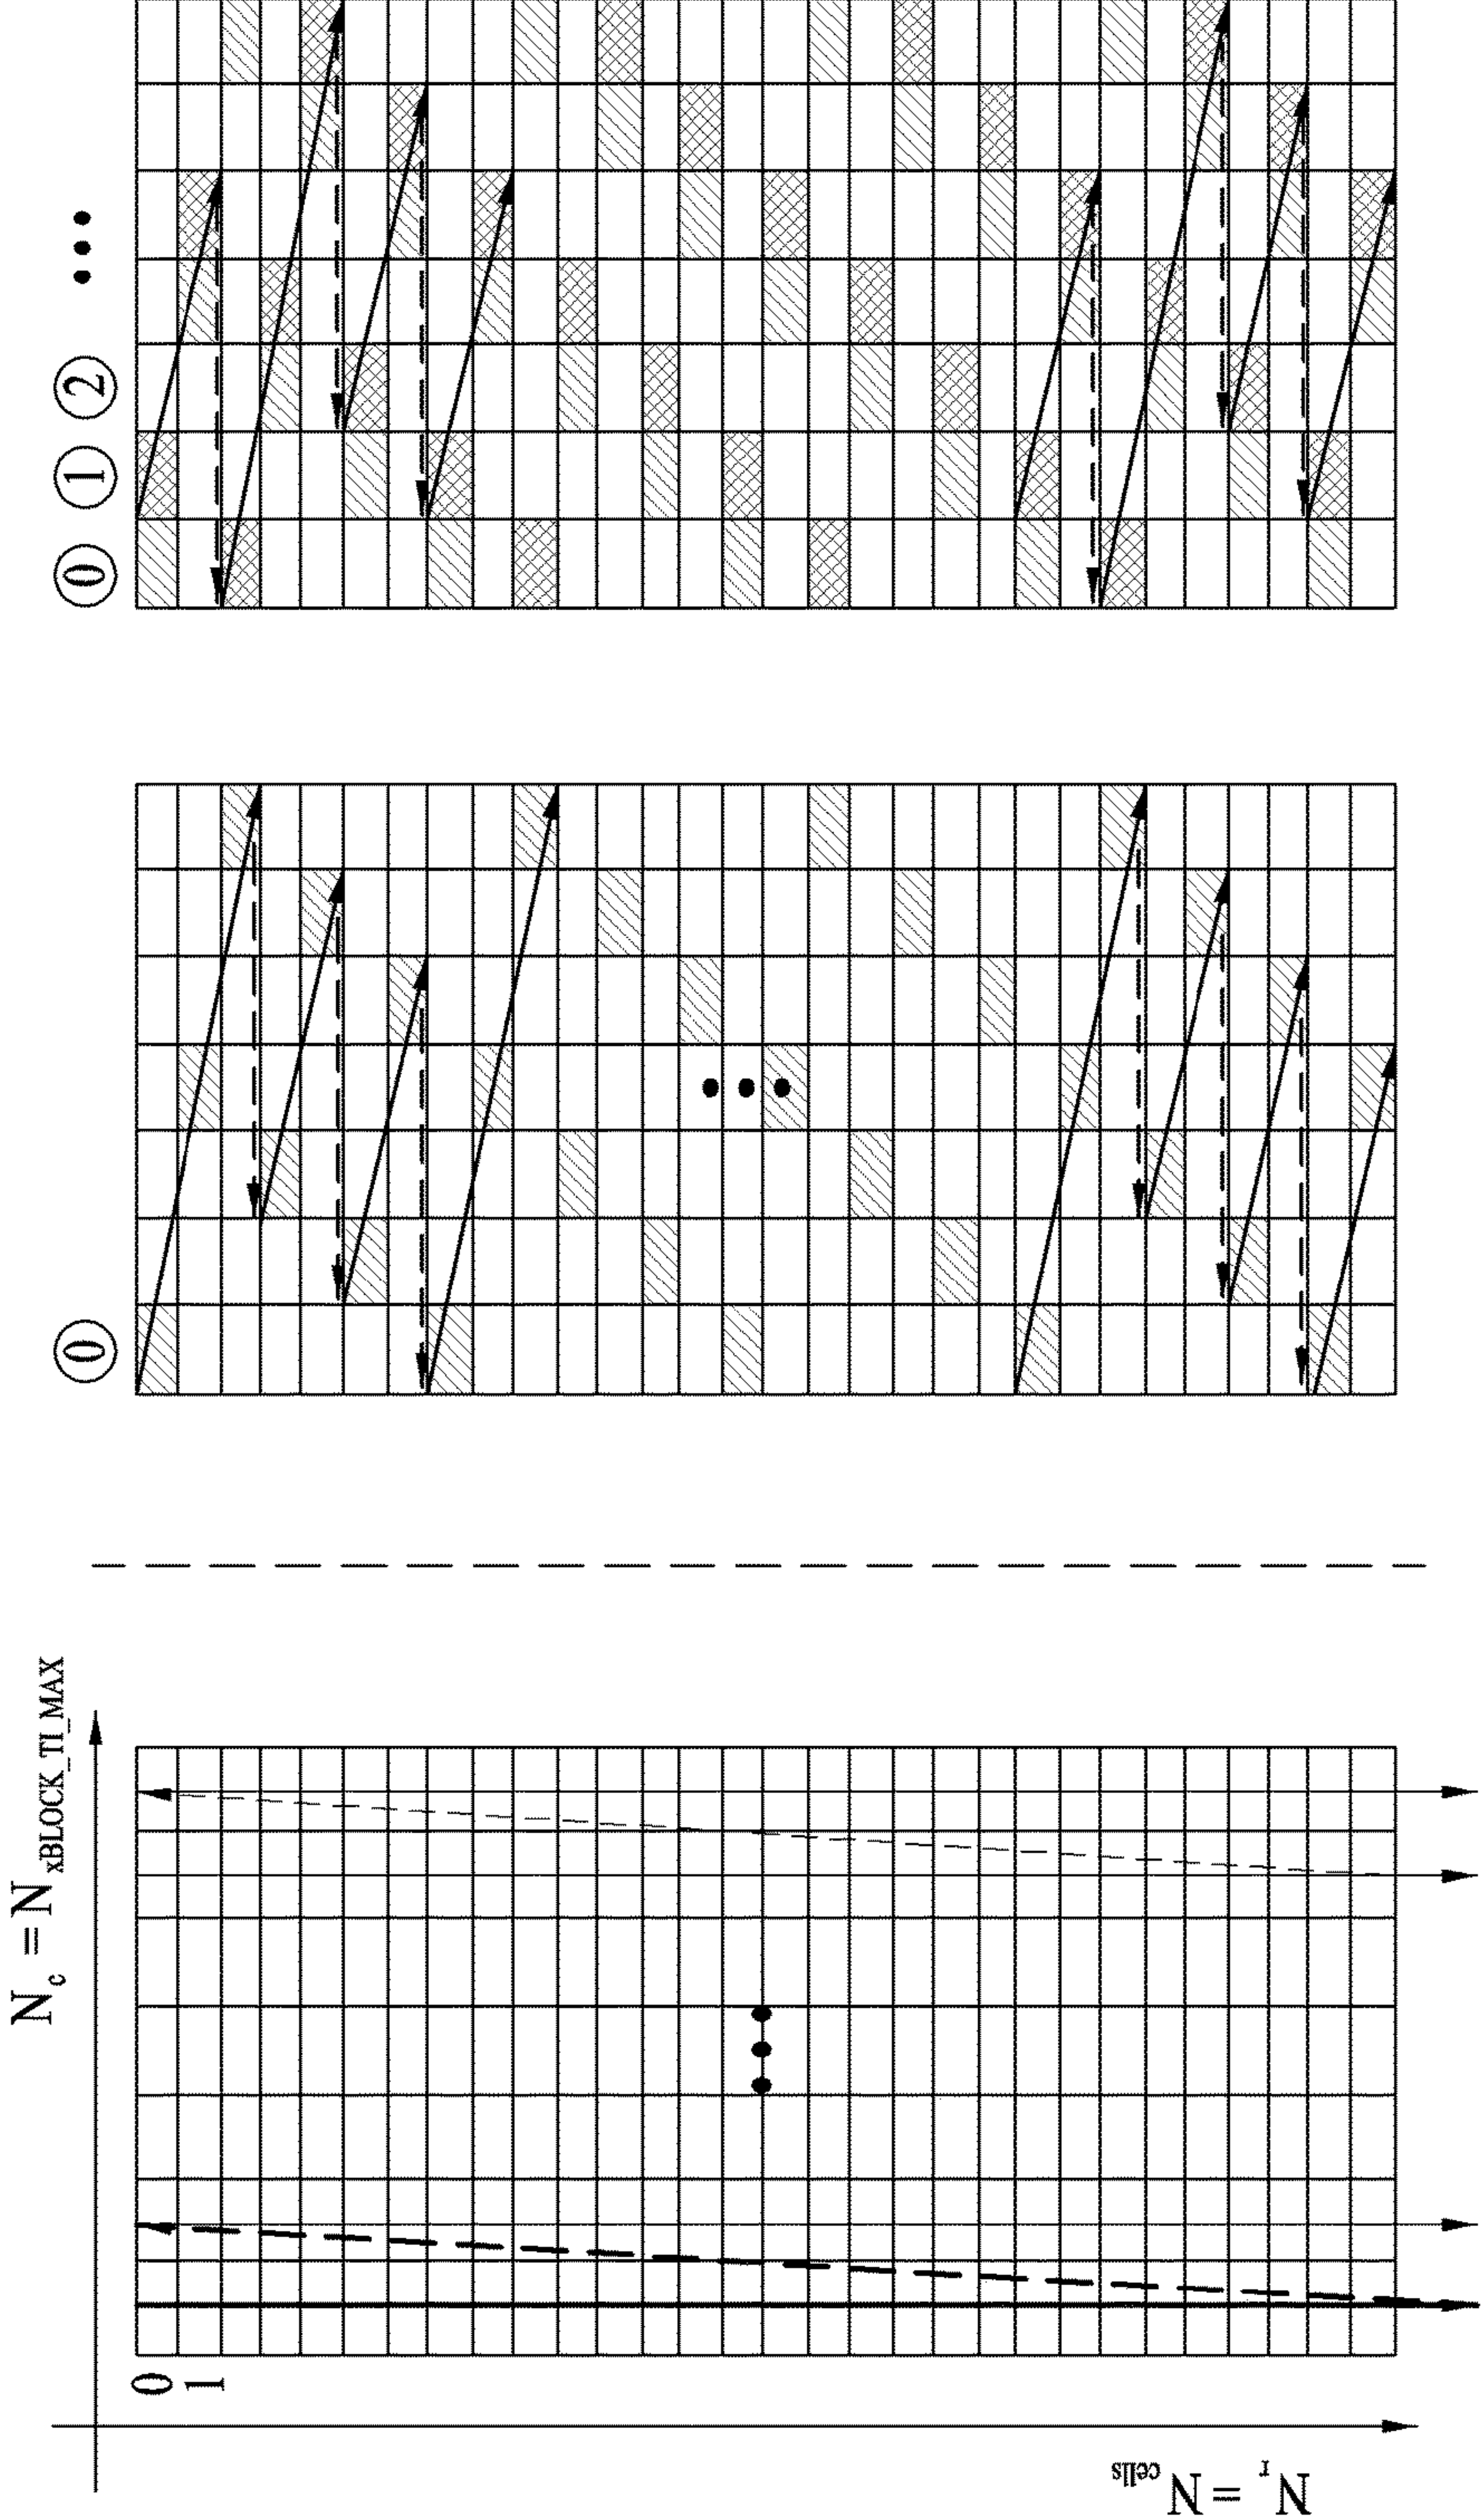 N_c = N_xBLOCK_TI_MAX
0
1
N_r = N_cells
⓪
⓪ ① ② •••